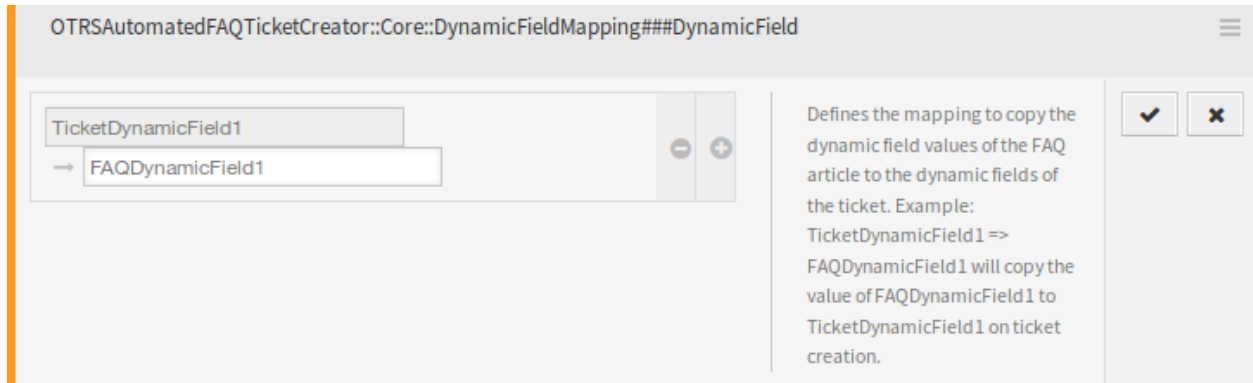 OTRSAutomatedFAQTicketCreator::Core::DynamicFieldMapping###DynamicField
TicketDynamicField1
→ FAQDynamicField1
Defines the mapping to copy the
dynamic field values of the FAQ
article to the dynamic fields of
the ticket. Example:
TicketDynamicField1 =>
FAQDynamicField1 will copy the
value of FAQDynamicField1 to
TicketDynamicField1 on ticket
creation.